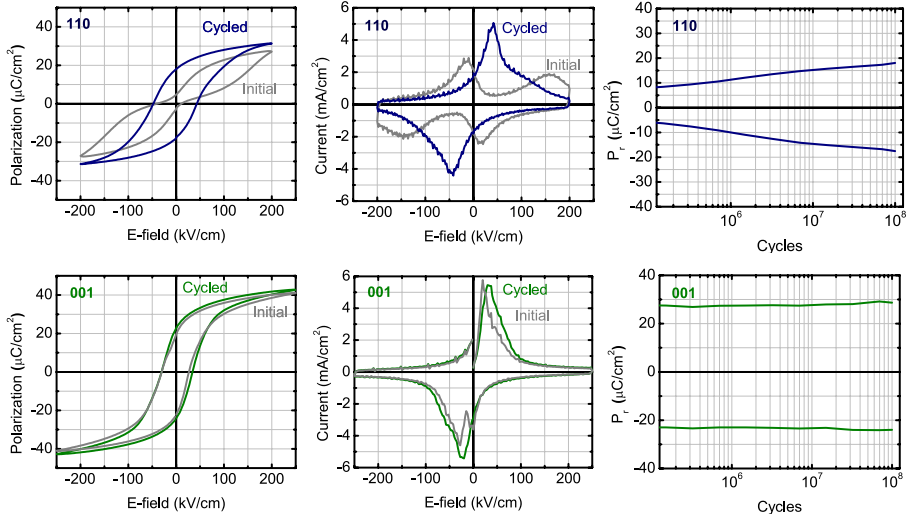 110
Cycled
Initial
Polarization (μC/cm²)
40
20
0
-20
-40
-200 -100 0 100 200
E-field (kV/cm)
110
Cycled
Initial
Current (mA/cm²)
6
4
2
0
-2
-4
6
-200 -100 0 100 200
E-field (kV/cm)
110
P_r (μC/cm²)
40
30
20
10
0
-10
-20
-30
-40
10⁶ 10⁷ 10⁸
Cycles
001
Cycled
Initial
Polarization (μC/cm²)
40
20
0
-20
-40
-200 -100 0 100 200
E-field (kV/cm)
001
Cycled
Initial
Current (mA/cm²)
6
4
2
0
-2
-4
6
-200 -100 0 100 200
E-field (kV/cm)
001
P_r (μC/cm²)
40
20
0
-20
-40
10⁶ 10⁷ 10⁸
Cycles